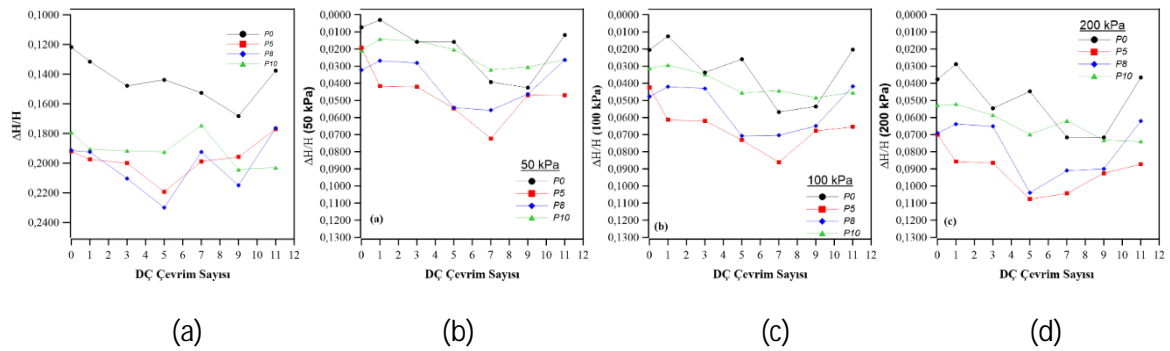 0,1000
0,1200
0,1400
0,1600
0,1800
0,2000
0,2200
0,2400
ΔH/H
P0
P5
P8
P10
0 1 2 3 4 5 6 7 8 9 10 11 12
DÇ Çevrim Sayısı
(a)
0,0000
0,0100
0,0200
0,0300
0,0400
0,0500
0,0600
0,0700
0,0800
0,0900
0,1000
0,1100
0,1200
0,1300
ΔH/H (50 kPa)
(a)
50 kPa
P0
P5
P8
P10
0 1 2 3 4 5 6 7 8 9 10 11 12
DÇ Çevrim Sayısı
(b)
0,0000
0,0100
0,0200
0,0300
0,0400
0,0500
0,0600
0,0700
0,0800
0,0900
0,1000
0,1100
0,1200
0,1300
ΔH/H (100 kPa)
(b)
100 kPa
P0
P5
P8
P10
0 1 2 3 4 5 6 7 8 9 10 11 12
DÇ Çevrim Sayısı
(c)
0,0000
0,0100
0,0200
0,0300
0,0400
0,0500
0,0600
0,0700
0,0800
0,0900
0,1000
0,1100
0,1200
0,1300
ΔH/H (200 kPa)
200 kPa
P0
P5
P8
P10
(c)
0 1 2 3 4 5 6 7 8 9 10 11 12
DÇ Çevrim Sayısı
(d)